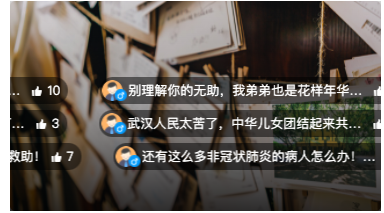 ... 10 别理解你的无助，我弟弟也是花样年华...
... 3 武汉人民太苦了，中华儿女团结起来共...
救助！ 7 还有这么多非冠状肺炎的病人怎么办！...